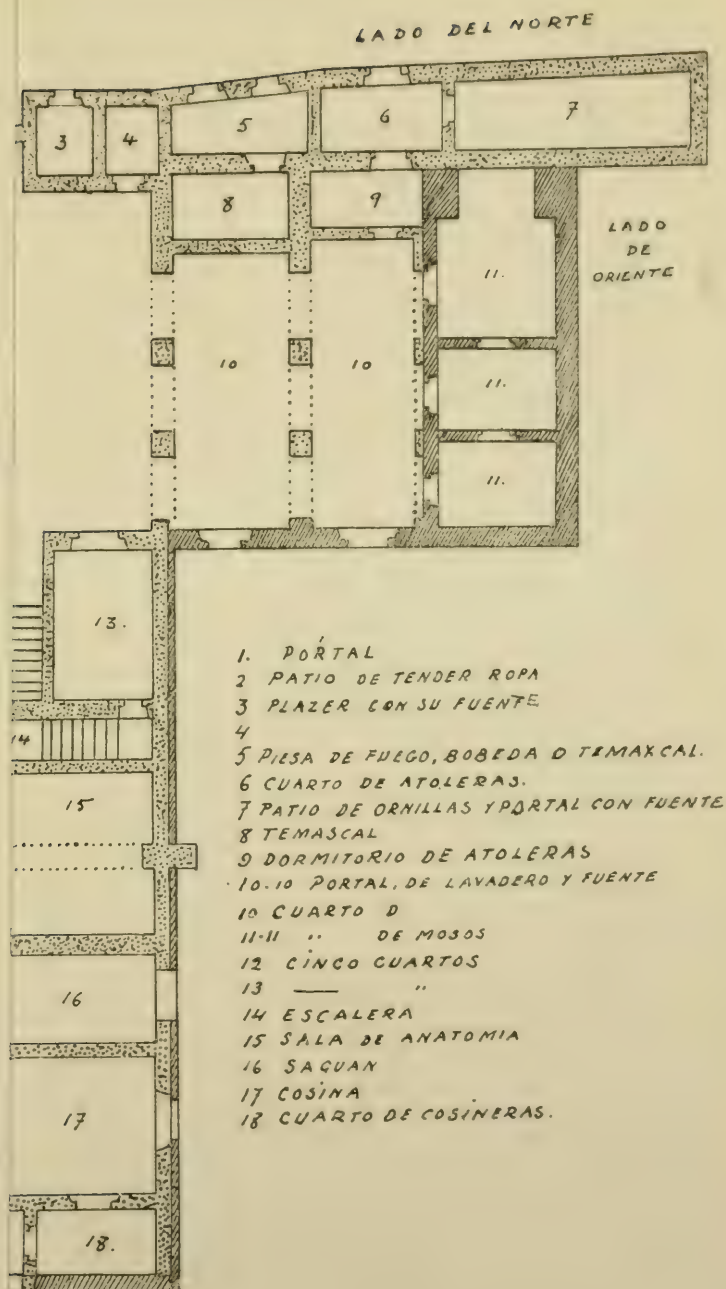 LADO DEL NORTE
3
4
5
6
7
8
9
LADO
DE
ORIENTE
11.
10
10
11.
11.
13.
1. PORTAL
2 PATIO DE TENDER ROPA
3 PLAZER CON SU FUENTE
4
14
5 PIESA DE FUEGO, BOBEDA O TEMAXCAL.
6 CUARTO DE ATOLERAS.
15
7 PATIO DE ORNILLAS Y PORTAL CON FUENTE
8 TEMASCAL
9 DORMITORIO DE ATOLERAS
10-10 PORTAL, DE LAVADERO Y FUENTE
10 CUARTO D
11-11 " DE MOSOS
12 CINCO CUARTOS
16
13 — "
14 ESCALERA
15 SALA DE ANATOMIA
16 SAGUAN
17 COSINA
17
18 CUARTO DE COSINERAS.
18.